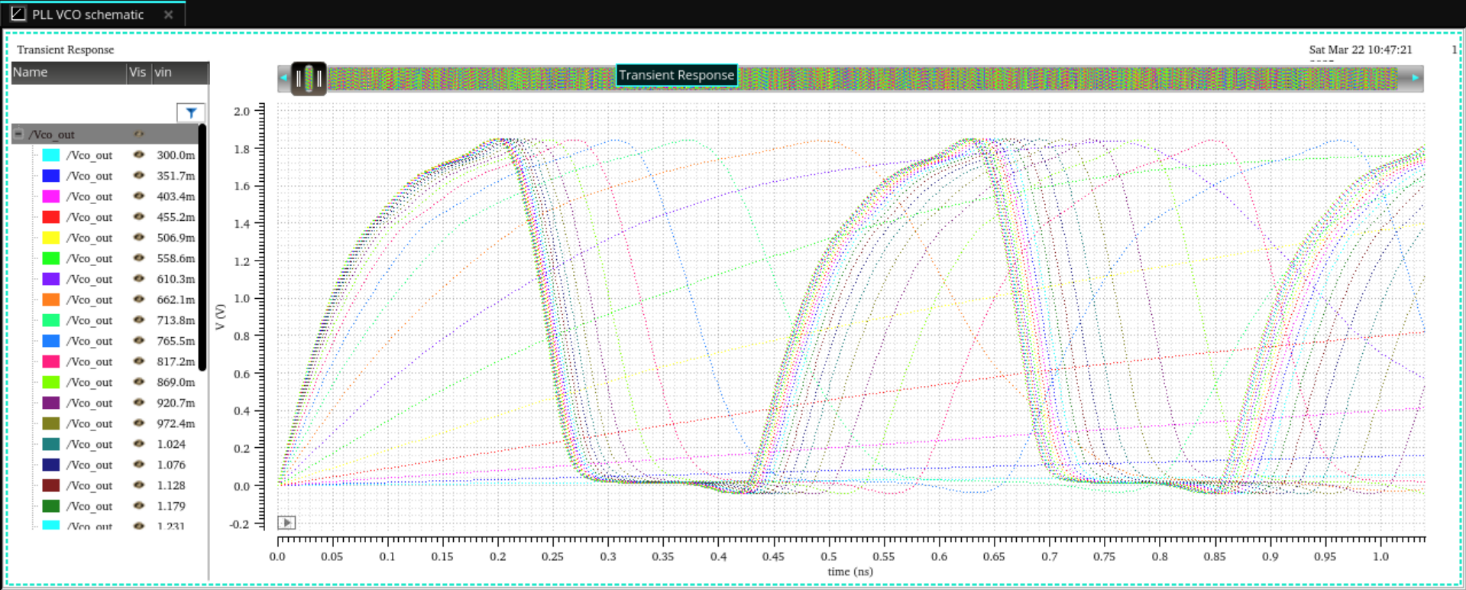 PLL VCO schematic
Transient Response
Sat Mar 22 10:47:21 1
Name Vis vin
Transient Response
/Vco_out
/Vco_out 300.0m
/Vco_out 351.7m
/Vco_out 403.4m
/Vco_out 455.2m
/Vco_out 506.9m
/Vco_out 558.6m
/Vco_out 610.3m
/Vco_out 662.1m
/Vco_out 713.8m
/Vco_out 765.5m
/Vco_out 817.2m
/Vco_out 869.0m
/Vco_out 920.7m
/Vco_out 972.4m
/Vco_out 1.024
/Vco_out 1.076
/Vco_out 1.128
/Vco_out 1.179
/Vco_out 1.231
V (V)
2.0
1.8
1.6
1.4
1.2
1.0
0.8
0.6
0.4
0.2
0.0
-0.2
0.0 0.05 0.1 0.15 0.2 0.25 0.3 0.35 0.4 0.45 0.5 0.55 0.6 0.65 0.7 0.75 0.8 0.85 0.9 0.95 1.0
time (ns)